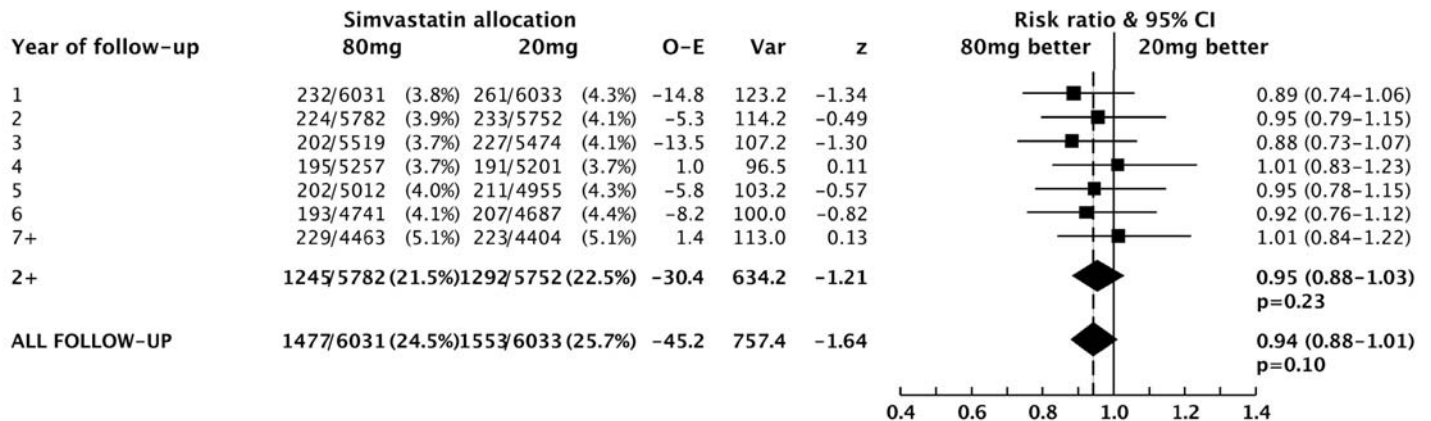 Simvastatin allocation Risk ratio & 95% CI
Year of follow-up 80mg 20mg O-E Var z 80mg better 20mg better
1 232/6031 (3.8%) 261/6033 (4.3%) -14.8 123.2 -1.34 0.89 (0.74-1.06)
2 224/5782 (3.9%) 233/5752 (4.1%) -5.3 114.2 -0.49 0.95 (0.79-1.15)
3 202/5519 (3.7%) 227/5474 (4.1%) -13.5 107.2 -1.30 0.88 (0.73-1.07)
4 195/5257 (3.7%) 191/5201 (3.7%) 1.0 96.5 0.11 1.01 (0.83-1.23)
5 202/5012 (4.0%) 211/4955 (4.3%) -5.8 103.2 -0.57 0.95 (0.78-1.15)
6 193/4741 (4.1%) 207/4687 (4.4%) -8.2 100.0 -0.82 0.92 (0.76-1.12)
7+ 229/4463 (5.1%) 223/4404 (5.1%) 1.4 113.0 0.13 1.01 (0.84-1.22)
2+ 1245/5782 (21.5%) 1292/5752 (22.5%) -30.4 634.2 -1.21 0.95 (0.88-1.03)
p=0.23
ALL FOLLOW-UP 1477/6031 (24.5%) 1553/6033 (25.7%) -45.2 757.4 -1.64 0.94 (0.88-1.01)
p=0.10
0.4 0.6 0.8 1.0 1.2 1.4